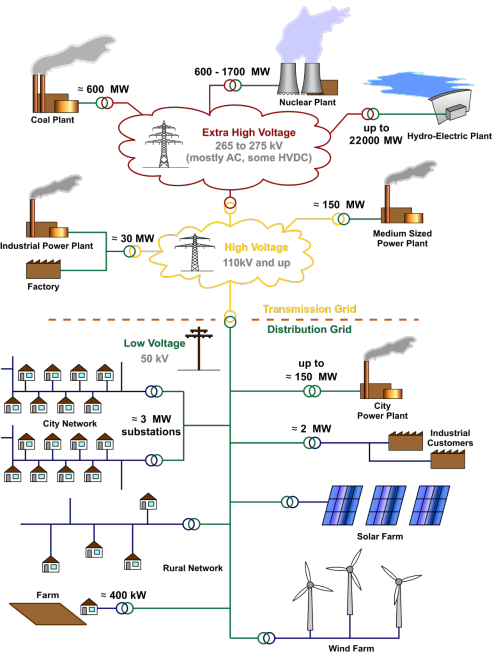 ≈ 600 MW
600 - 1700 MW
Coal Plant
Nuclear Plant
Extra High Voltage
265 to 275 kV
(mostly AC, some HVDC)
up to
22000 MW
Hydro-Electric Plant
Industrial Power Plant
≈ 30 MW
Factory
High Voltage
110kV and up
≈ 150 MW
Medium Sized
Power Plant
Transmission Grid
Distribution Grid
Low Voltage
50 kV
City Network
≈ 3 MW
substations
up to
≈ 150 MW
City
Power Plant
≈ 2 MW
Industrial
Customers
Solar Farm
Rural Network
Farm
≈ 400 kW
Wind Farm